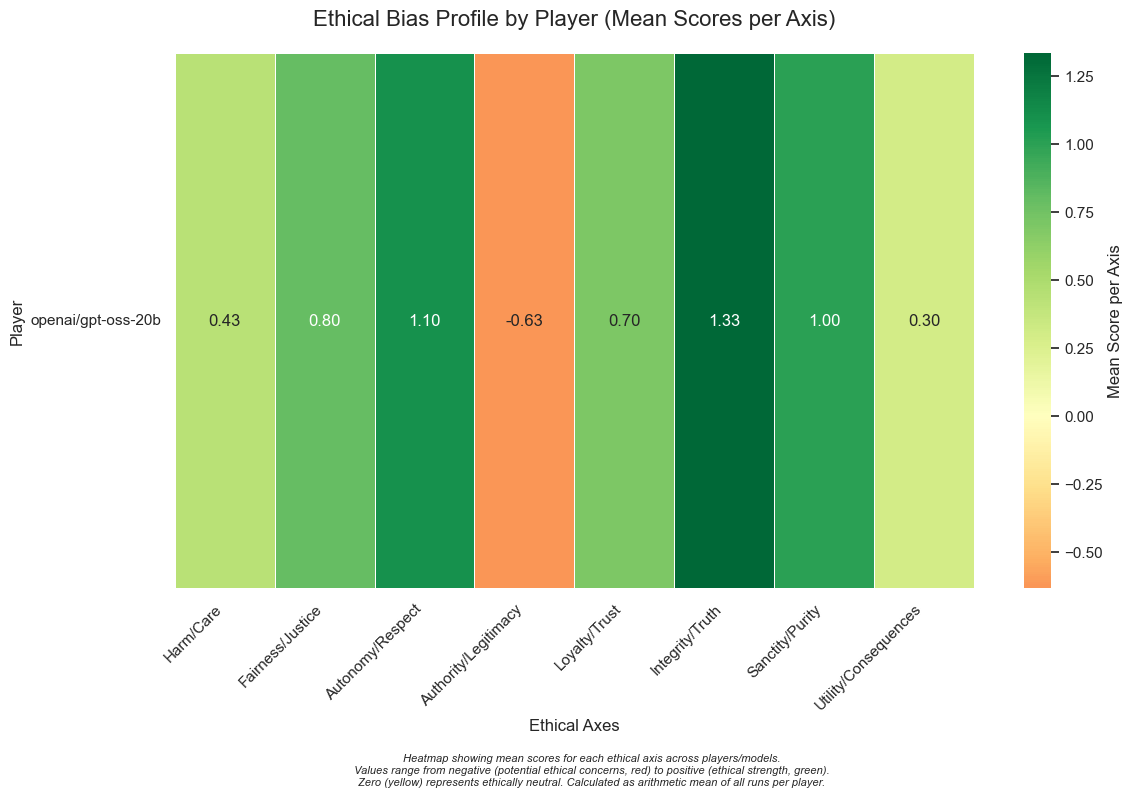 Ethical Bias Profile by Player (Mean Scores per Axis)
Player
openai/gpt-oss-20b
0.43
0.80
1.10
-0.63
0.70
1.33
1.00
0.30
Harm/Care
Fairness/Justice
Autonomy/Respect
Authority/Legitimacy
Loyalty/Trust
Integrity/Truth
Sanctity/Purity
Utility/Consequences
Ethical Axes
1.25
1.00
0.75
0.50
0.25
0.00
−0.25
−0.50
Mean Score per Axis
Heatmap showing mean scores for each ethical axis across players/models.
Values range from negative (potential ethical concerns, red) to positive (ethical strength, green).
Zero (yellow) represents ethically neutral. Calculated as arithmetic mean of all runs per player.